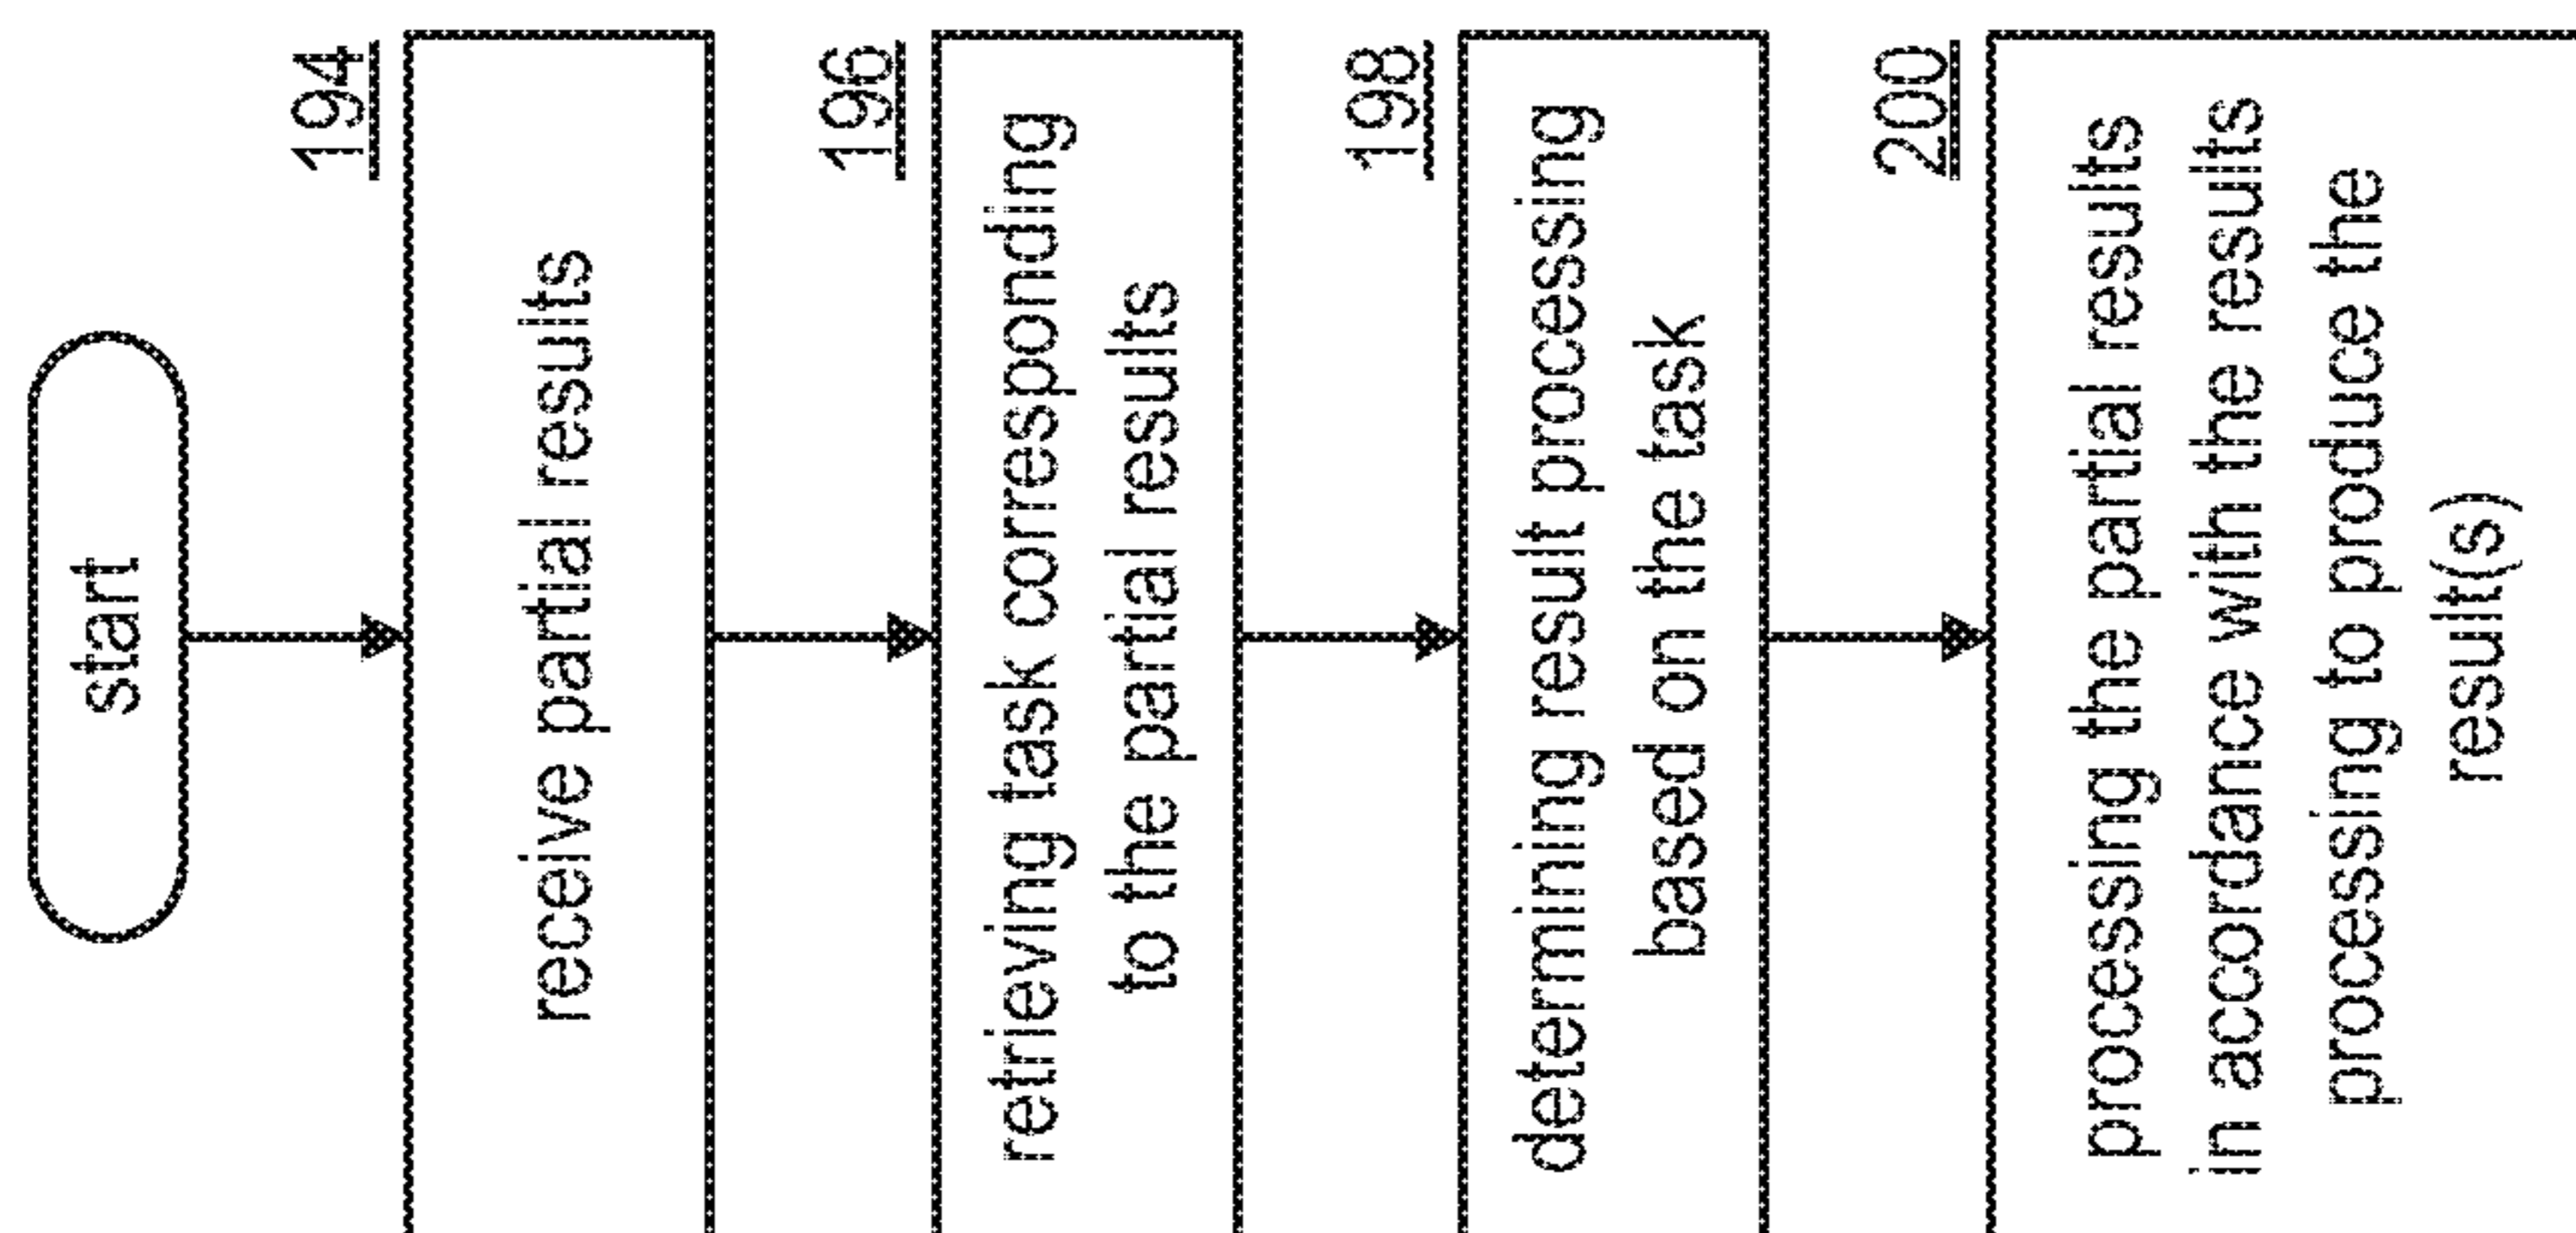 start
194
receive partial results
196
retrieving task corresponding
to the partial results
198
determining result processing
based on the task
200
processing the partial results
in accordance with the results
processing to produce the
result(s)